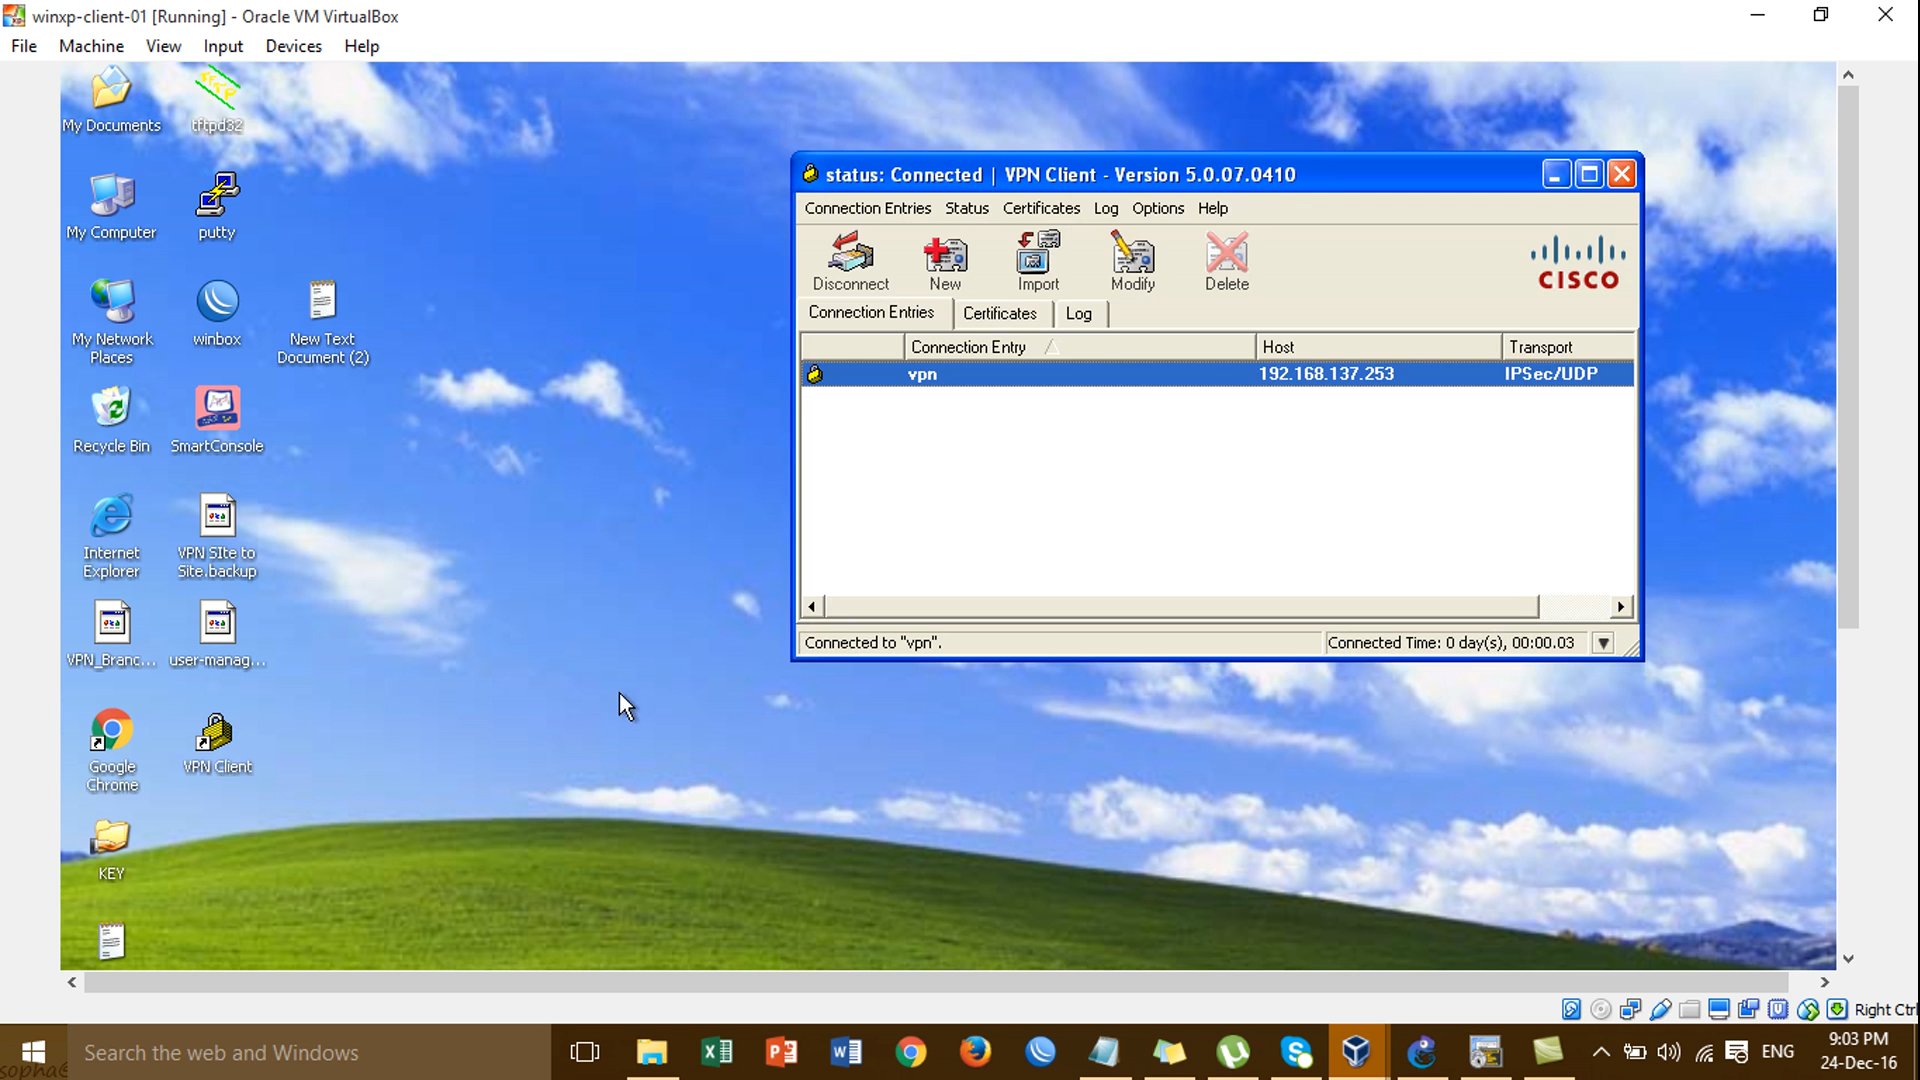 winxp-client-01 [Running] - Oracle VM VirtualBox
File Machine View Input Devices Help
My Documents
tftpd32
My Computer
putty
My Network
Places
winbox
New Text
Document (2)
Recycle Bin
SmartConsole
Internet
Explorer
VPN SIte to
Site.backup
VPN_Branc...
user-manag...
Google
Chrome
VPN Client
KEY
status: Connected | VPN Client - Version 5.0.07.0410
Connection Entries Status Certificates Log Options Help
Disconnect New Import Modify Delete
CISCO
Connection Entries Certificates Log
Connection Entry Host Transport
vpn 192.168.137.253 IPSec/UDP
Connected to "vpn".
Connected Time: 0 day(s), 00:00.03
Right Ctrl
Search the web and Windows
ENG
9:03 PM
24-Dec-16